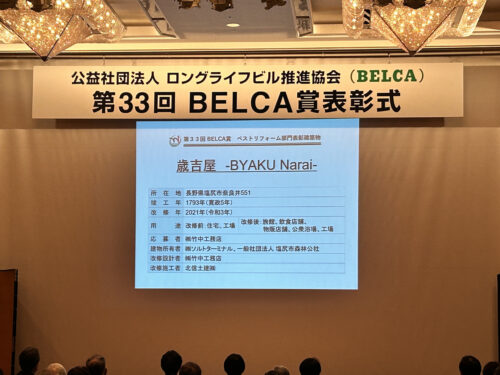 公益社団法人 ロングライフビル推進協会（BELCA）
第33回 BELCA賞表彰式
第３３回 BELCA賞 ベストリフォーム部門表彰建築物
歳吉屋 -BYAKU Narai-
所在地 長野県塩尻市奈良井551
竣工年 1793年（寛政5年）
改修年 2021年（令和3年）
用途 改修前：住宅、工場 改修後：旅館、飲食店舗、
物販店舗、公衆浴場、工場
応募者 ㈱竹中工務店
建物所有者 ㈱ソルトターミナル、一般社団法人 塩尻市森林公社
改修設計者 ㈱竹中工務店
改修施工者 北信土建㈱